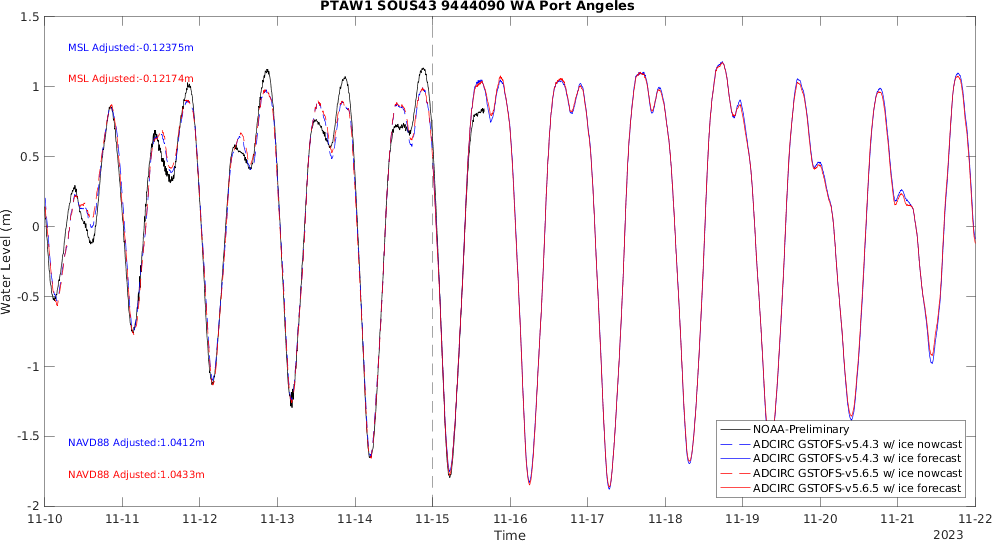 PTAW1 SOUS43 9444090 WA Port Angeles
1.5
1
0.5
0
-0.5
-1
-1.5
-2
Water Level (m)
MSL Adjusted:-0.12375m
MSL Adjusted:-0.12174m
NAVD88 Adjusted:1.0412m
NAVD88 Adjusted:1.0433m
NOAA-Preliminary
ADCIRC GSTOFS-v5.4.3 w/ ice nowcast
ADCIRC GSTOFS-v5.4.3 w/ ice forecast
ADCIRC GSTOFS-v5.6.5 w/ ice nowcast
ADCIRC GSTOFS-v5.6.5 w/ ice forecast
11-10 11-11 11-12 11-13 11-14 11-15 11-16 11-17 11-18 11-19 11-20 11-21 11-22
Time
2023